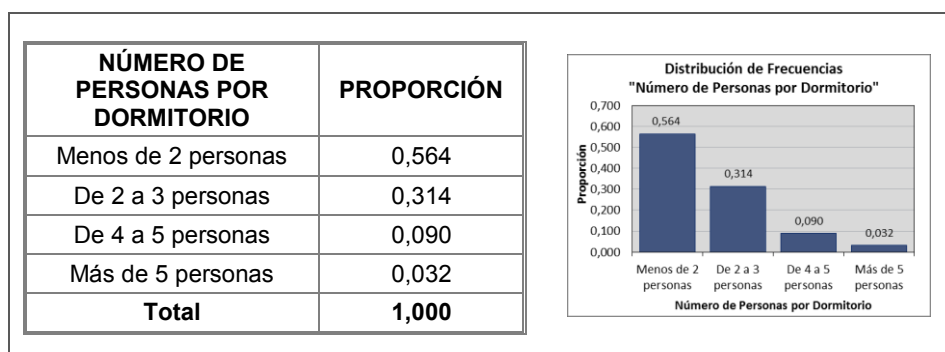 NÚMERO DE
PERSONAS POR
DORMITORIO
PROPORCIÓN
Menos de 2 personas 0,564
De 2 a 3 personas 0,314
De 4 a 5 personas 0,090
Más de 5 personas 0,032
Total 1,000
Distribución de Frecuencias
"Número de Personas por Dormitorio"
Proporción
0,700
0,600
0,500
0,400
0,300
0,200
0,100
0,000
0,564
0,314
0,090
0,032
Menos de 2 De 2 a 3 De 4 a 5 Más de 5
personas personas personas personas
Número de Personas por Dormitorio